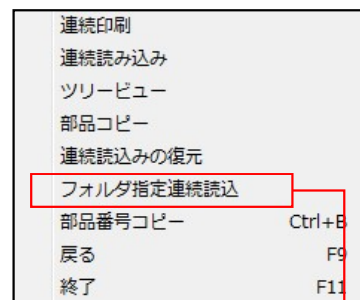 連続印刷
連続読み込み
ツリービュー
部品コピー
連続読込みの復元
フォルダ指定連続読込
部品番号コピー Ctrl+B
戻る F9
終了 F11